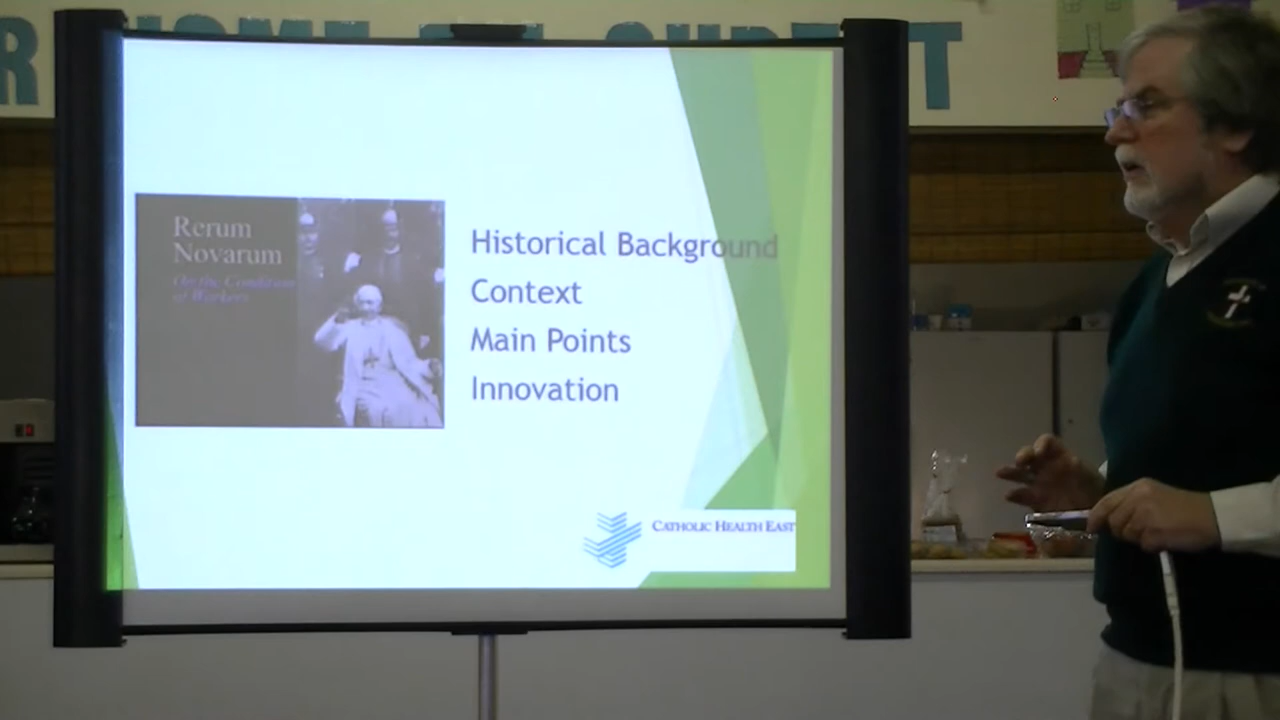 Rerum
Novarum
On the Condition
of Workers
Historical Background
Context
Main Points
Innovation
CATHOLIC HEALTH EAST